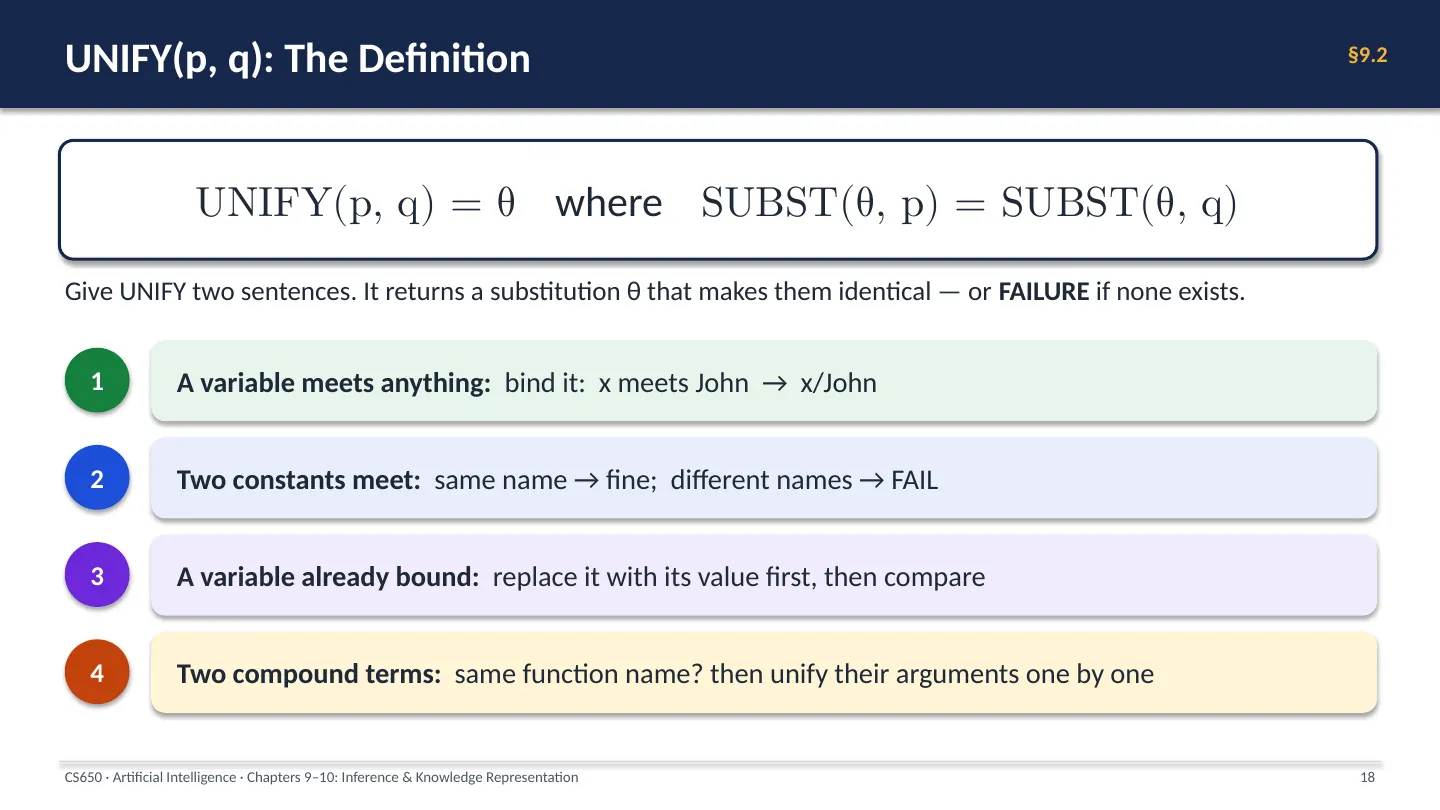 UNIFY(p, q): The Definition
§9.2
UNIFY(p, q) = θ where SUBST(θ, p) = SUBST(θ, q)
Give UNIFY two sentences. It returns a substitution θ that makes them identical — or FAILURE if none exists.
1
A variable meets anything: bind it: x meets John → x/John
2
Two constants meet: same name → fine; different names → FAIL
3
A variable already bound: replace it with its value first, then compare
4
Two compound terms: same function name? then unify their arguments one by one
CS650 · Artificial Intelligence · Chapters 9–10: Inference & Knowledge Representation
18